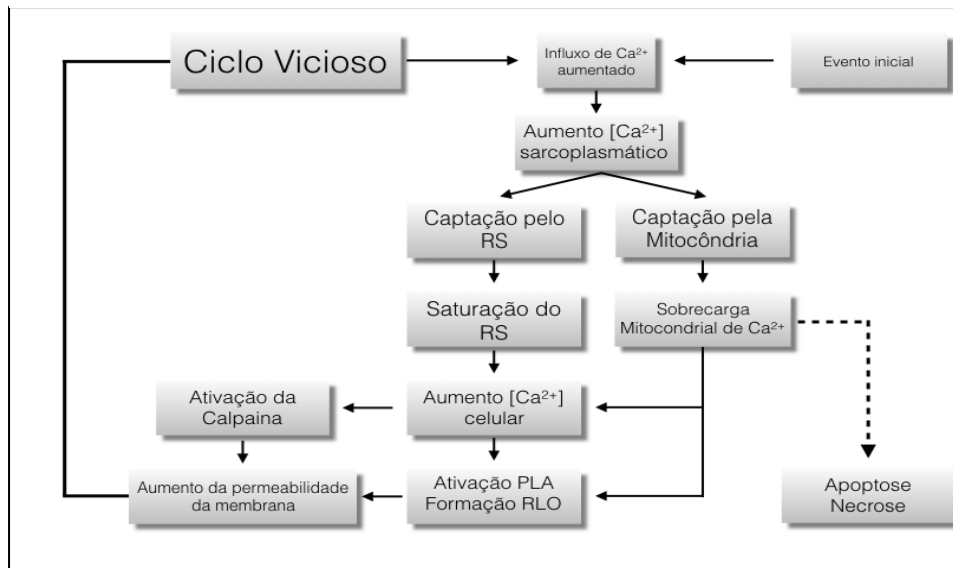 Ciclo Vicioso
Influxo de Ca²⁺
aumentado
Evento inicial
Aumento [Ca²⁺]
sarcoplasmático
Captação pelo
RS
Captação pela
Mitocôndria
Saturação do
RS
Sobrecarga
Mitocondrial de Ca²⁺
Ativação da
Calpaina
Aumento [Ca²⁺]
celular
Aumento da permeabilidade
da membrana
Ativação PLA
Formação RLO
Apoptose
Necrose